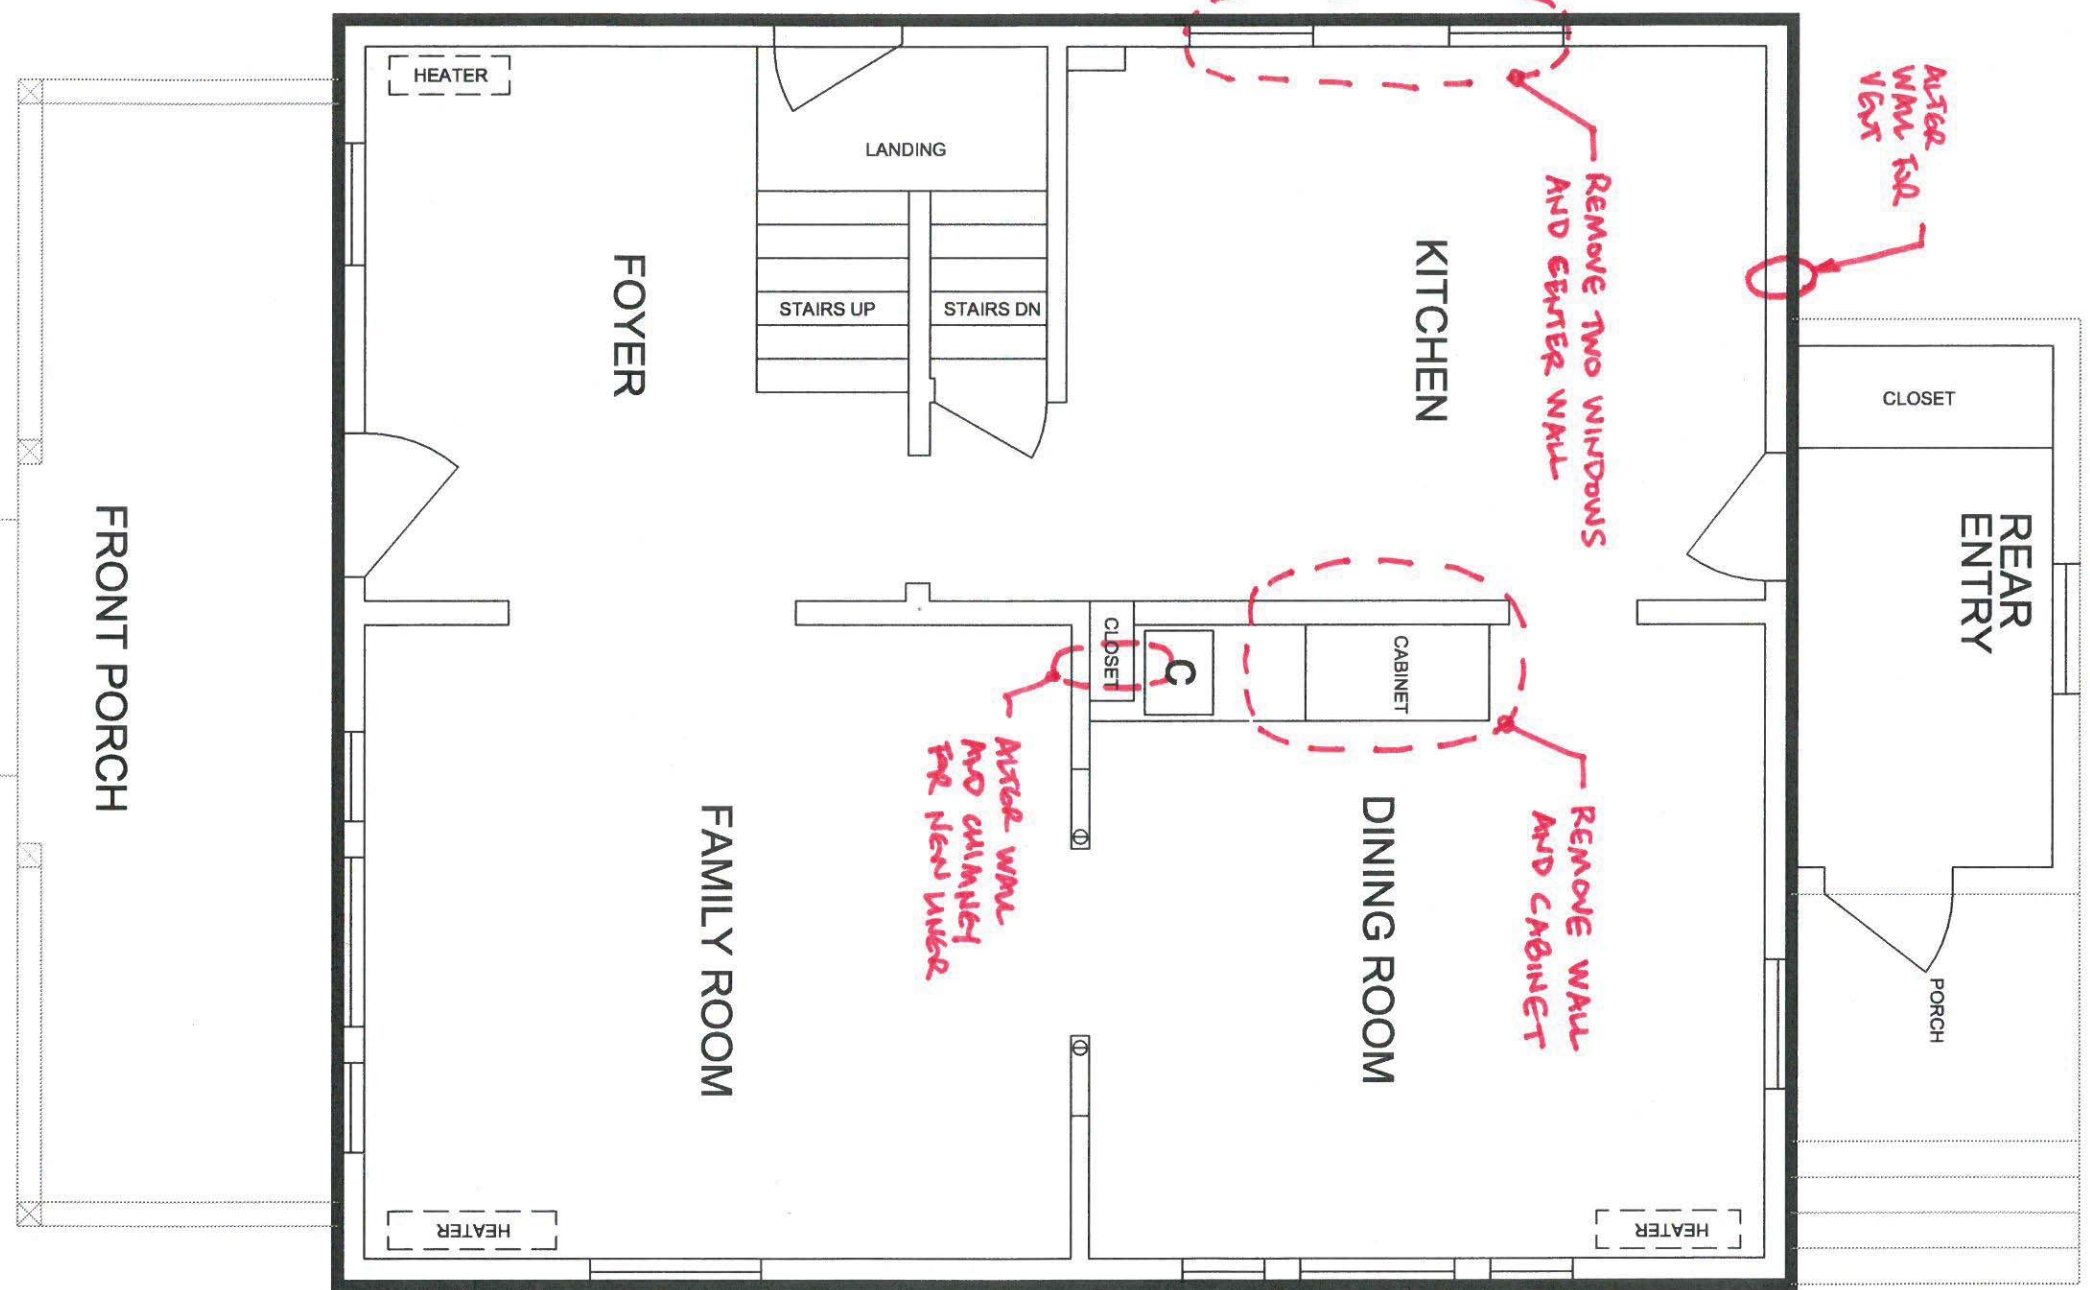 HEATER
LANDING
STAIRS UP
STAIRS DN
FOYER
KITCHEN
REMOVE TWO WINDOWS
AND CENTER WALL
ALTER
WALL FOR
VENT
CLOSET
REAR
ENTRY
PORCH
FRONT PORCH
CLOSET
C
CABINET
REMOVE WALL
AND CABINET
ALTER WALL
AND CHIMNEY
FOR NEW LINER
FAMILY ROOM
DINING ROOM
HEATER
HEATER